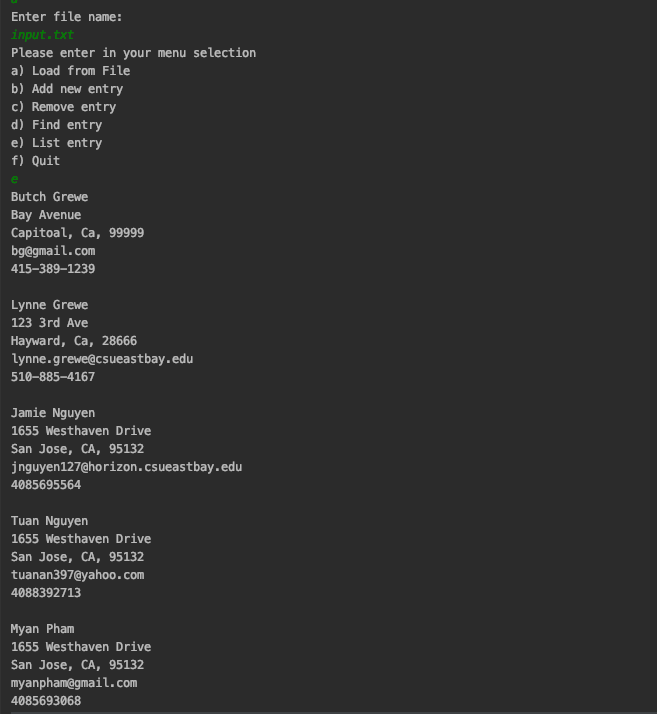 Enter file name:
input.txt
Please enter in your menu selection
a) Load from File
b) Add new entry
c) Remove entry
d) Find entry
e) List entry
f) Quit
e
Butch Grewe
Bay Avenue
Capitoal, Ca, 99999
bg@gmail.com
415-389-1239
Lynne Grewe
123 3rd Ave
Hayward, Ca, 28666
lynne.grewe@csueastbay.edu
510-885-4167
Jamie Nguyen
1655 Westhaven Drive
San Jose, CA, 95132
jnguyen127@horizon.csueastbay.edu
4085695564
Tuan Nguyen
1655 Westhaven Drive
San Jose, CA, 95132
tuanan397@yahoo.com
4088392713
Myan Pham
1655 Westhaven Drive
San Jose, CA, 95132
myanpham@gmail.com
4085693068